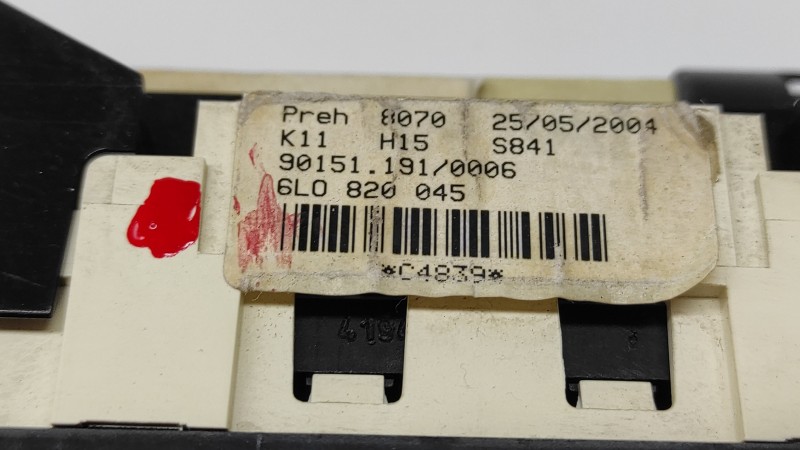 Preh 8070 25/05/2004
K11 H15 S841
90151.191/0006
6L0 820 045
*C4839*